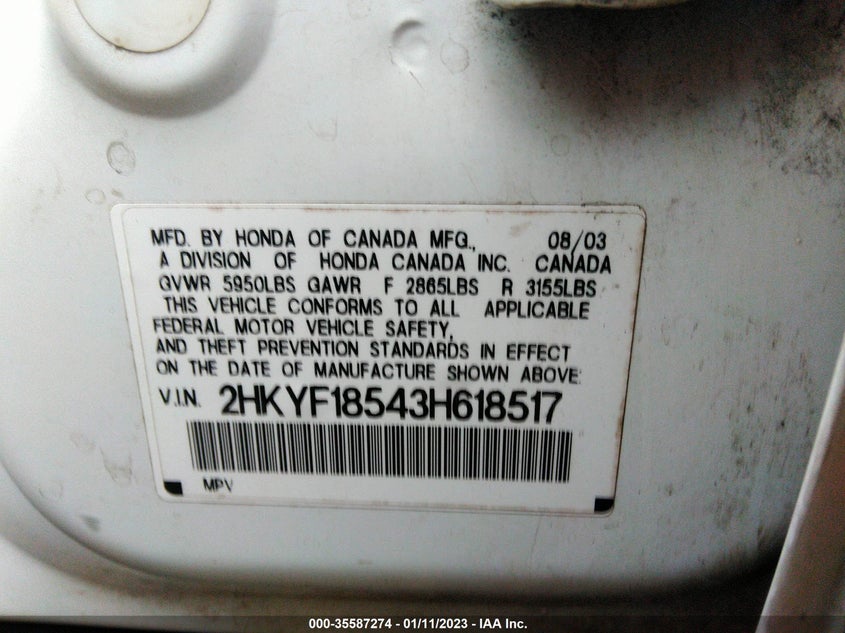 MFD. BY HONDA OF CANADA MFG., 08/03
A DIVISION OF HONDA CANADA INC. CANADA
GVWR 5950LBS GAWR F 2865LBS R 3155LBS
THIS VEHICLE CONFORMS TO ALL APPLICABLE
FEDERAL MOTOR VEHICLE SAFETY,
AND THEFT PREVENTION STANDARDS IN EFFECT
ON THE DATE OF MANUFACTURE SHOWN ABOVE:
V.I.N. 2HKYF18543H618517
MPV
000-35587274 - 01/11/2023 - IAA Inc.